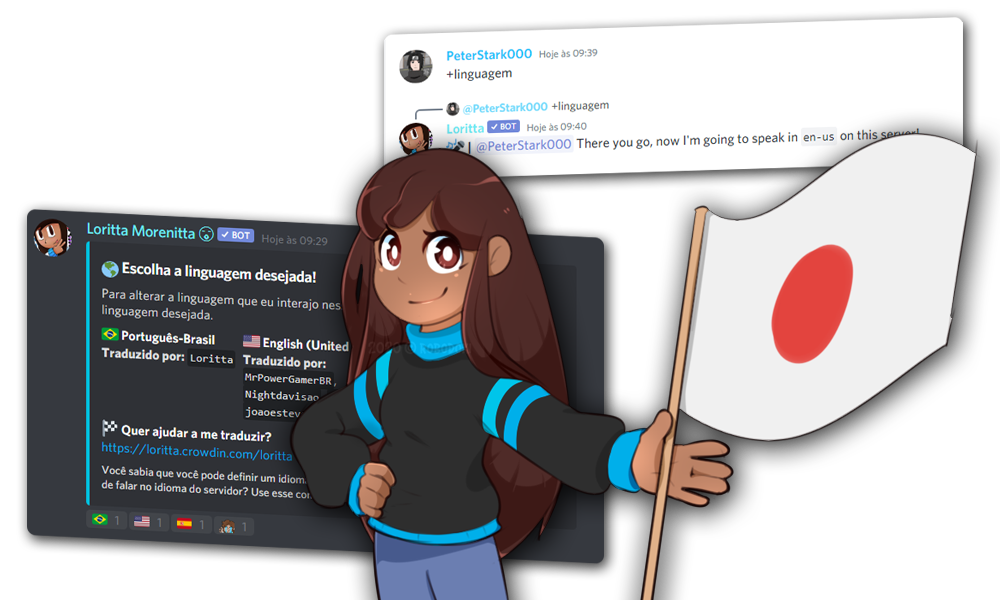 PeterStark000 Hoje às 09:39
+linguagem
@PeterStark000 +linguagem
Loritta BOT Hoje às 09:40
| @PeterStark000 There you go, now I'm going to speak in en-us on this server!
Loritta Morenitta BOT Hoje às 09:29
Escolha a linguagem desejada!
Para alterar a linguagem que eu interajo nes
linguagem desejada.
Português-Brasil
Traduzido por: Loritta
English (United
Traduzido por:
MrPowerGamerBR,
Nightdavisao,
joaoestev
Quer ajudar a me traduzir?
https://loritta.crowdin.com/loritta
Você sabia que você pode definir um idiom
de falar no idioma do servidor? Use esse co
1 1 1 1